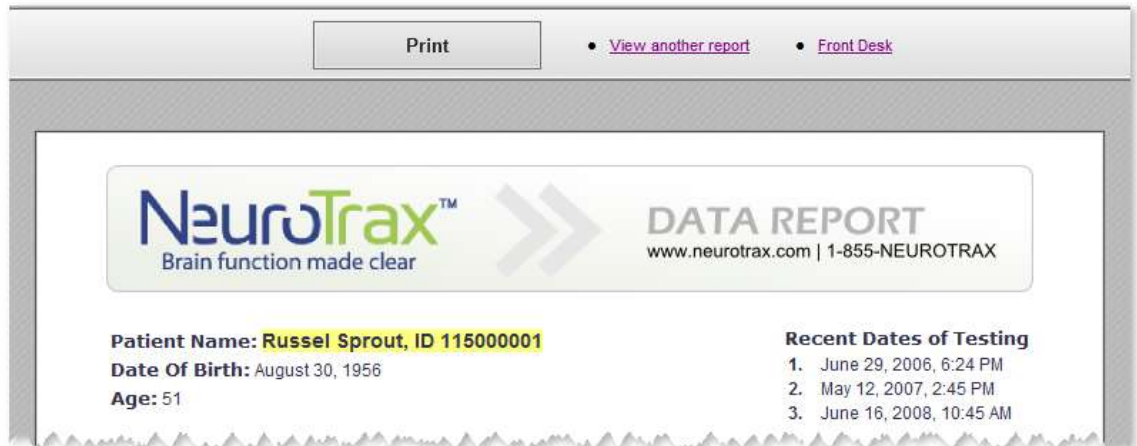 Print
• View another report • Front Desk
NeuroTrax™
Brain function made clear
DATA REPORT
www.neurotrax.com | 1-855-NEUROTRAX
Patient Name: Russel Sprout, ID 115000001
Date Of Birth: August 30, 1956
Age: 51
Recent Dates of Testing
1. June 29, 2006, 6:24 PM
2. May 12, 2007, 2:45 PM
3. June 16, 2008, 10:45 AM